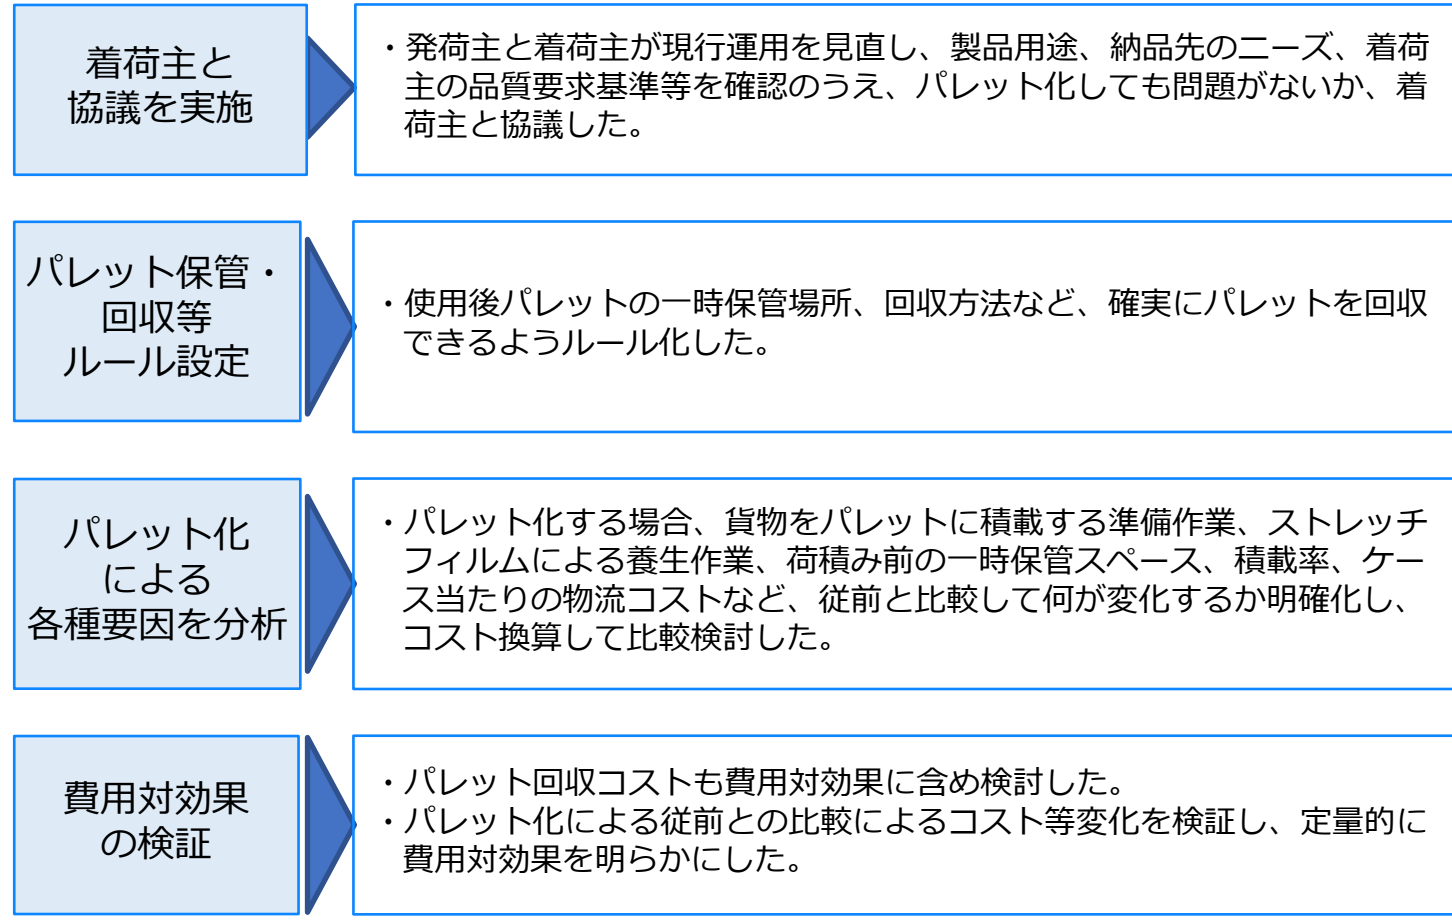 着荷主と
協議を実施
・発荷主と着荷主が現行運用を見直し、製品用途、納品先のニーズ、着荷
主の品質要求基準等を確認のうえ、パレット化しても問題がないか、着
荷主と協議した。
パレット保管・
回収等
ルール設定
・使用後パレットの一時保管場所、回収方法など、確実にパレットを回収
できるようルール化した。
パレット化
による
各種要因を分析
・パレット化する場合、貨物をパレットに積載する準備作業、ストレッチ
フィルムによる養生作業、荷積み前の一時保管スペース、積載率、ケー
ス当たりの物流コストなど、従前と比較して何が変化するか明確化し、
コスト換算して比較検討した。
費用対効果
の検証
・パレット回収コストも費用対効果に含め検討した。
・パレット化による従前との比較によるコスト等変化を検証し、定量的に
費用対効果を明らかにした。